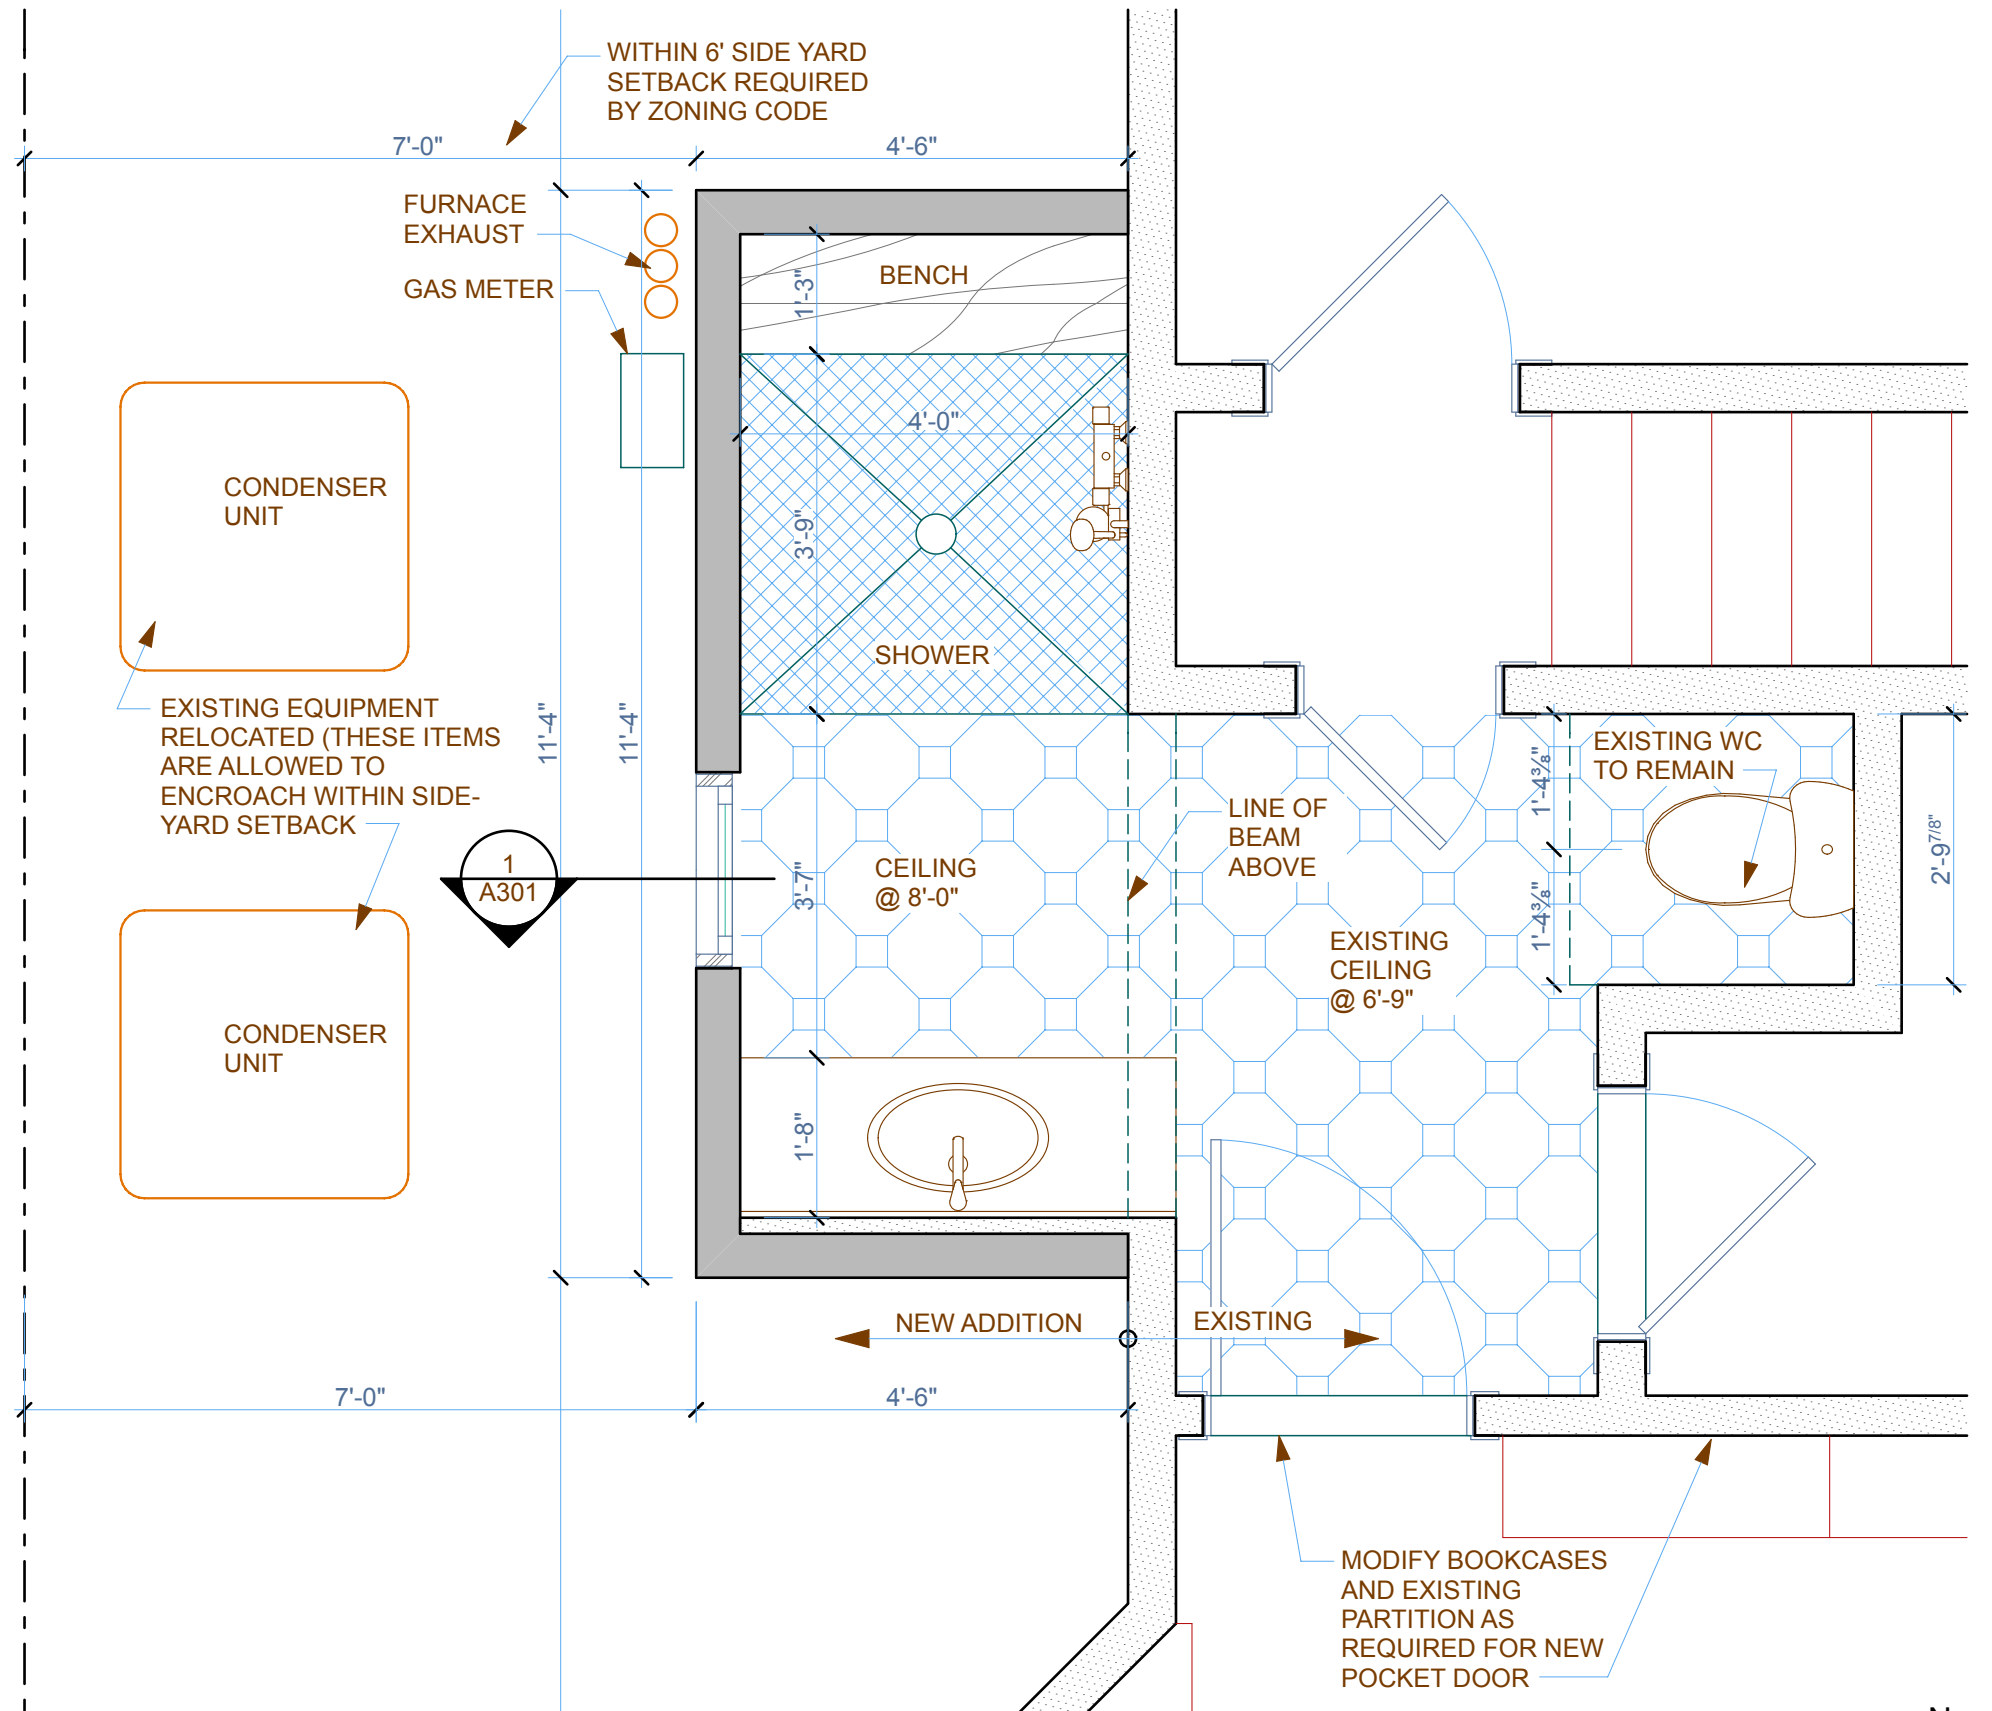 WITHIN 6' SIDE YARD
SETBACK REQUIRED
BY ZONING CODE
7'-0"
4'-6"
FURNACE
EXHAUST
GAS METER
BENCH
1'-3"
4'-0"
CONDENSER
UNIT
3'-9"
SHOWER
EXISTING EQUIPMENT
RELOCATED (THESE ITEMS
ARE ALLOWED TO
ENCROACH WITHIN SIDE-
YARD SETBACK
11'-4"
11'-4"
EXISTING WC
TO REMAIN
1'-4⅜"
1'-4⅜"
2'-9⅞"
LINE OF
BEAM
ABOVE
1
A301
CEILING
@ 8'-0"
3'-7"
EXISTING
CEILING
@ 6'-9"
CONDENSER
UNIT
1'-8"
NEW ADDITION
EXISTING
7'-0"
4'-6"
MODIFY BOOKCASES
AND EXISTING
PARTITION AS
REQUIRED FOR NEW
POCKET DOOR